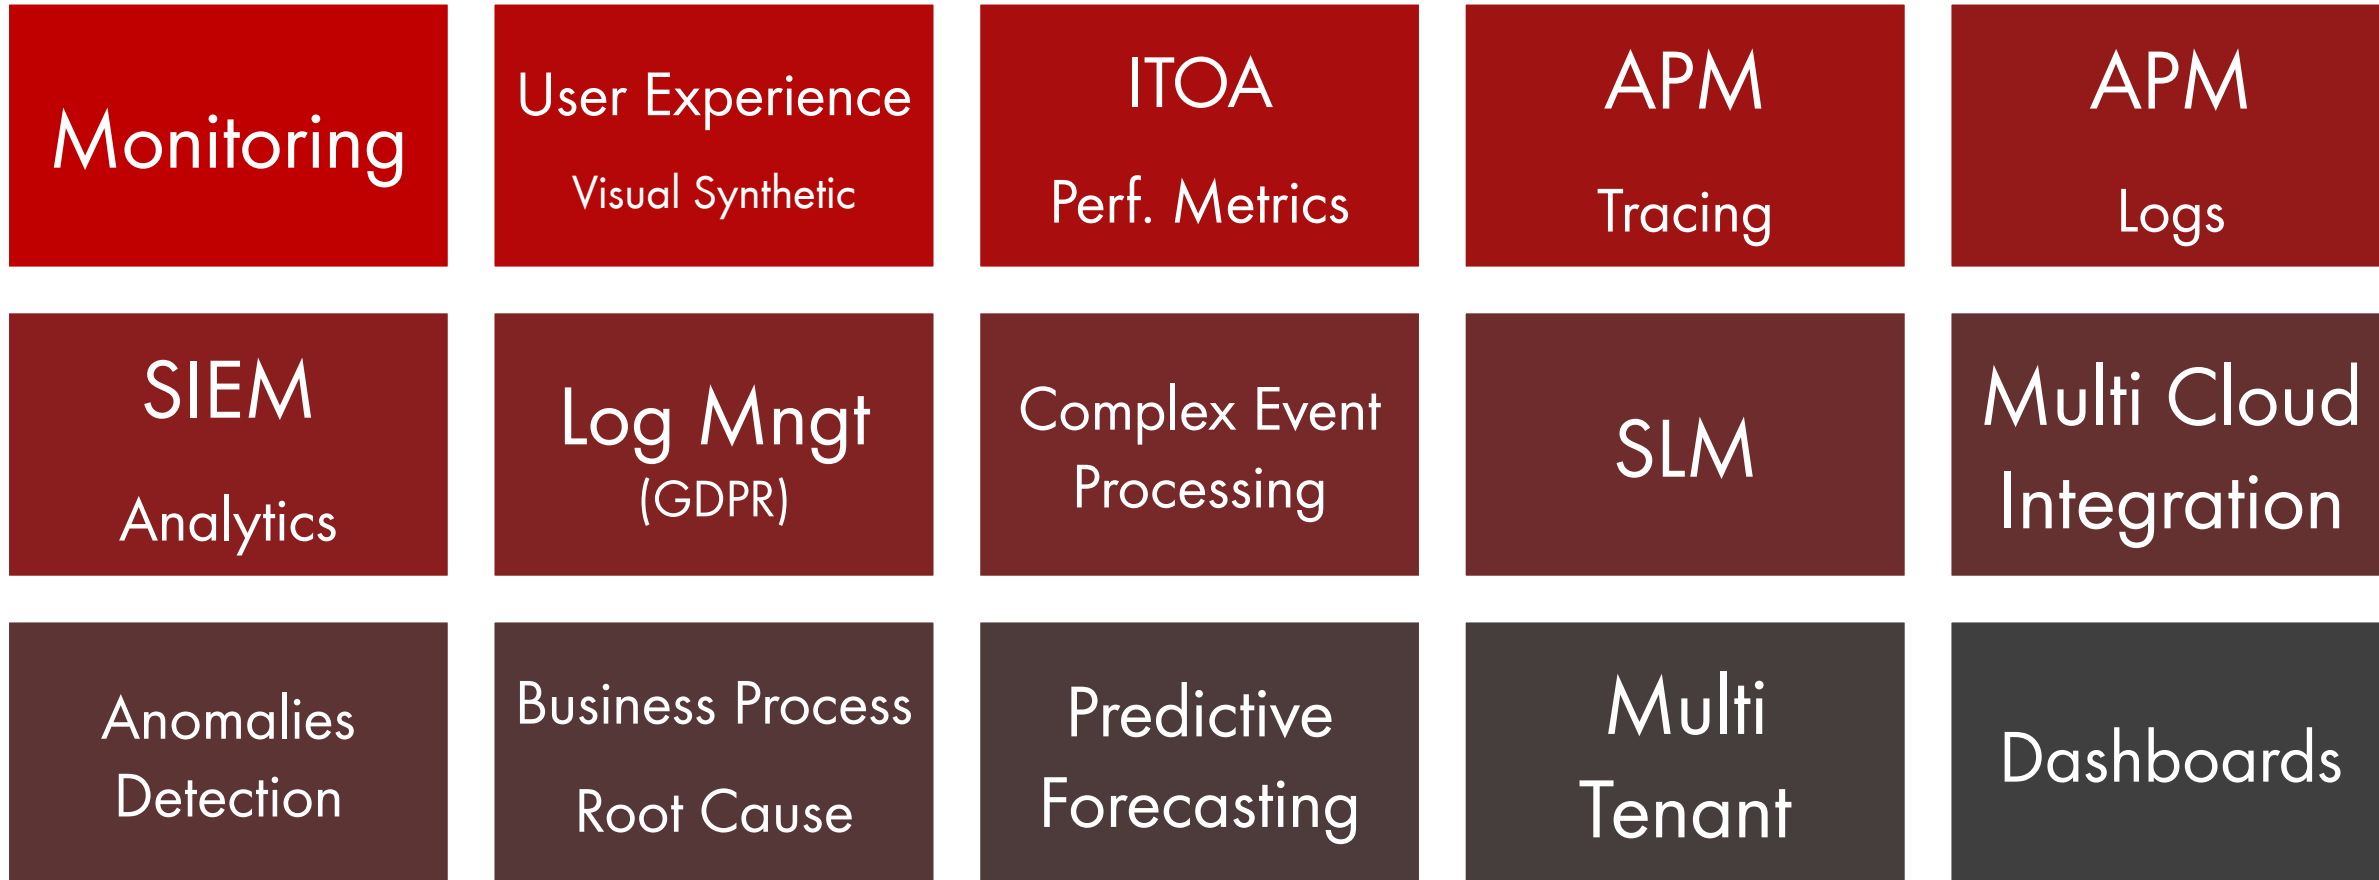 Monitoring
User Experience
Visual Synthetic
ITOA
Perf. Metrics
APM
Tracing
APM
Logs
SIEM
Analytics
Log Mngt
(GDPR)
Complex Event
Processing
SLM
Multi Cloud
Integration
Anomalies
Detection
Business Process
Root Cause
Predictive
Forecasting
Multi
Tenant
Dashboards